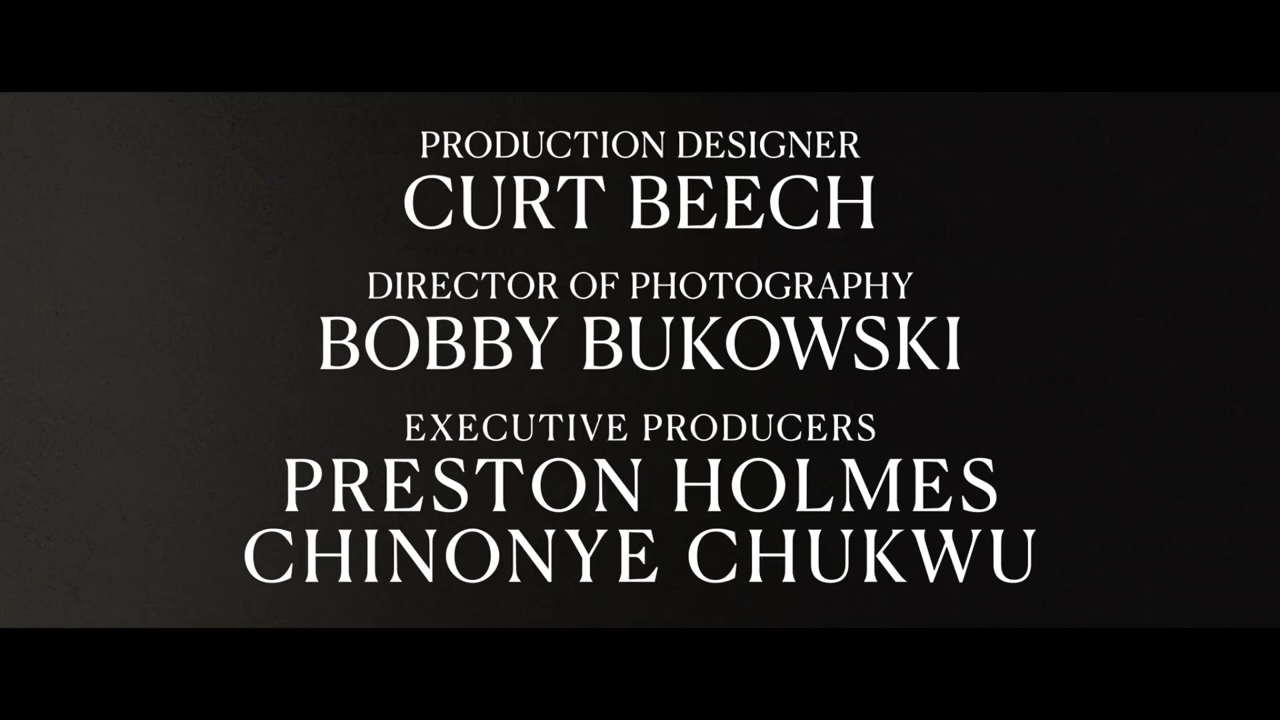 PRODUCTION DESIGNER
CURT BEECH
DIRECTOR OF PHOTOGRAPHY
BOBBY BUKOWSKI
EXECUTIVE PRODUCERS
PRESTON HOLMES
CHINONYE CHUKWU